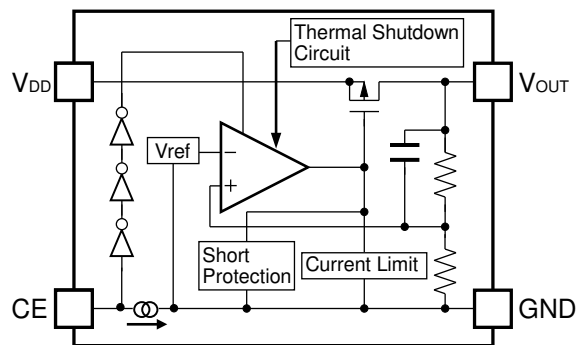 Thermal Shutdown
Circuit
VDD
VOUT
Vref
−
+
Short
Protection
Current Limit
CE
GND